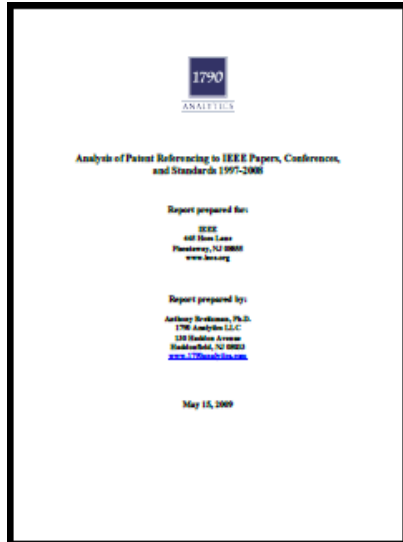 1790
ANALYTICS
Analysis of Patent Referencing to IEEE Papers, Conferences,
and Standards 1997-2008
Report prepared for:
IEEE
445 Hoes Lane
Piscataway, NJ 08855
www.ieee.org
Report prepared by:
Anthony Breitzman, Ph.D.
1790 Analytics LLC
130 Haddon Avenue
Haddonfield, NJ 08033
www.1790analytics.com
May 15, 2009